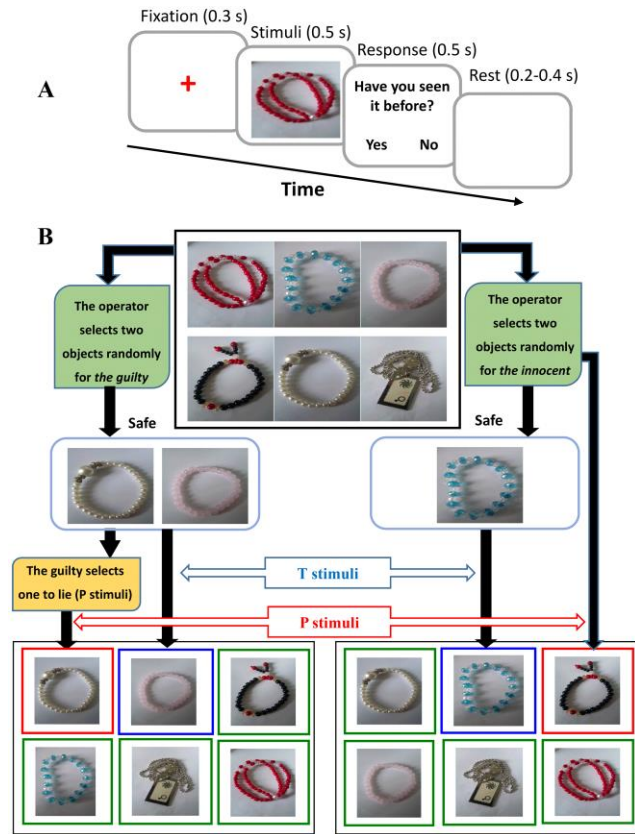 Fixation (0.3 s)
Stimuli (0.5 s)
Response (0.5 s)
Rest (0.2-0.4 s)
A
+
Have you seen
it before?
Yes No
Time
B
The operator
selects two
objects randomly
for the guilty
The operator
selects two
objects randomly
for the innocent
Safe
Safe
The guilty selects
one to lie (P stimuli)
T stimuli
P stimuli